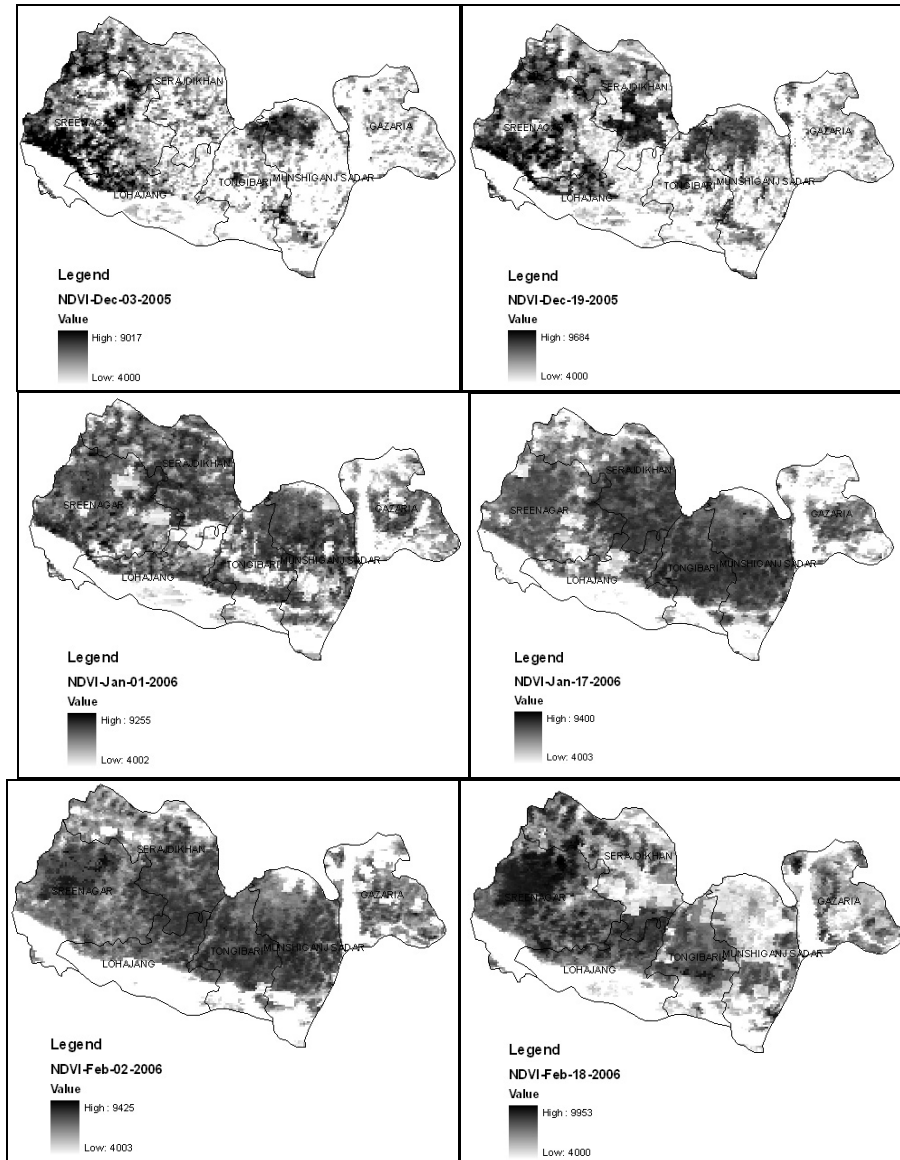 SERAJDIKHAN
SREENAG
GAZARIA
TONGIBARI
MUNSHIGANJ SADAR
LOHAJANG
Legend
NDVI-Dec-03-2005
Value
High : 9017
Low: 4000
SERAJDIKHAN
SREENAG
GAZARIA
TONGIBARI
MUNSHIGANJ SADAR
LOHAJANG
Legend
NDVI-Dec-19-2005
Value
High : 9684
Low: 4000
SERAJDIKHAN
SREENAGAR
GAZARIA
TONGIBARI
MUNSHIGANJ SADAR
LOHAJANG
Legend
NDVI-Jan-01-2006
Value
High : 9255
Low: 4002
SERAJDIKHAN
SREENAGAR
GAZARIA
TONGIBARI
MUNSHIGANJ SADAR
LOHAJANG
Legend
NDVI-Jan-17-2006
Value
High : 9400
Low: 4003
SERAJDIKHAN
SREENAGAR
GAZARIA
TONGIBARI
MUNSHIGANJ SADAR
LOHAJANG
Legend
NDVI-Feb-02-2006
Value
High : 9425
Low: 4003
SERAJDIKHAN
SREENAGAR
GAZARIA
TONGIBARI
MUNSHIGANJ SADAR
LOHAJANG
Legend
NDVI-Feb-18-2006
Value
High : 9953
Low: 4000